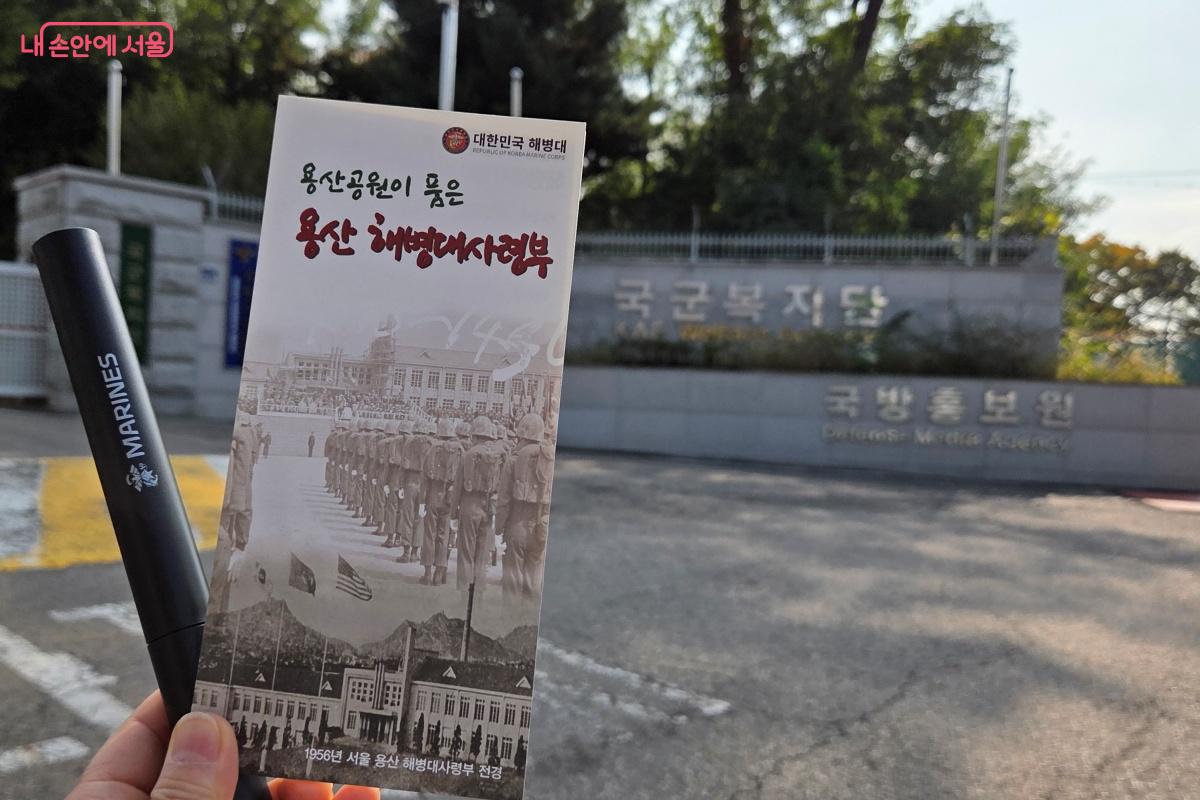 내 손안에 서울
대한민국 해병대
REPUBLIC OF KOREA MARINE CORPS
용산공원이 품은
용산 해병대사령부
MARINES
국군복지단
국방홍보원
Defense Media Agency
1956년 서울 용산 해병대사령부 전경